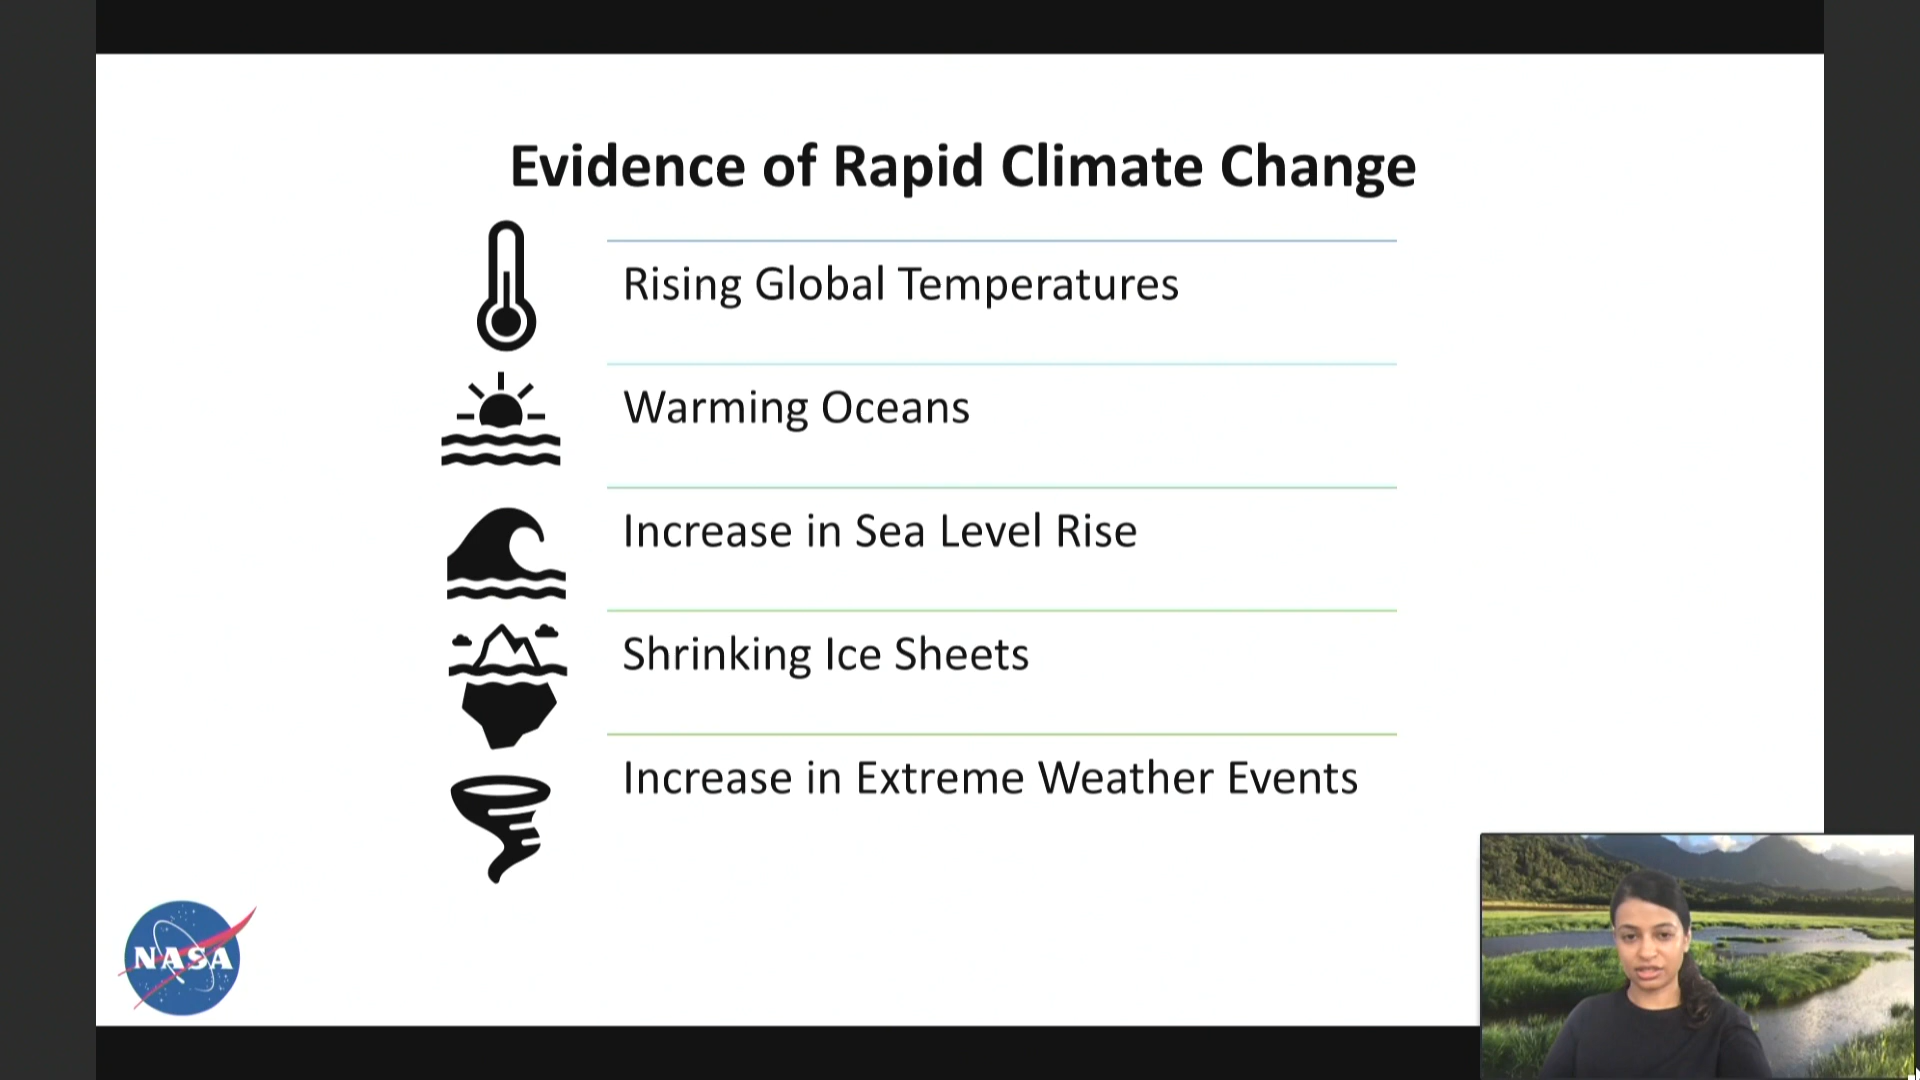 Evidence of Rapid Climate Change
Rising Global Temperatures
Warming Oceans
Increase in Sea Level Rise
Shrinking Ice Sheets
Increase in Extreme Weather Events
NASA